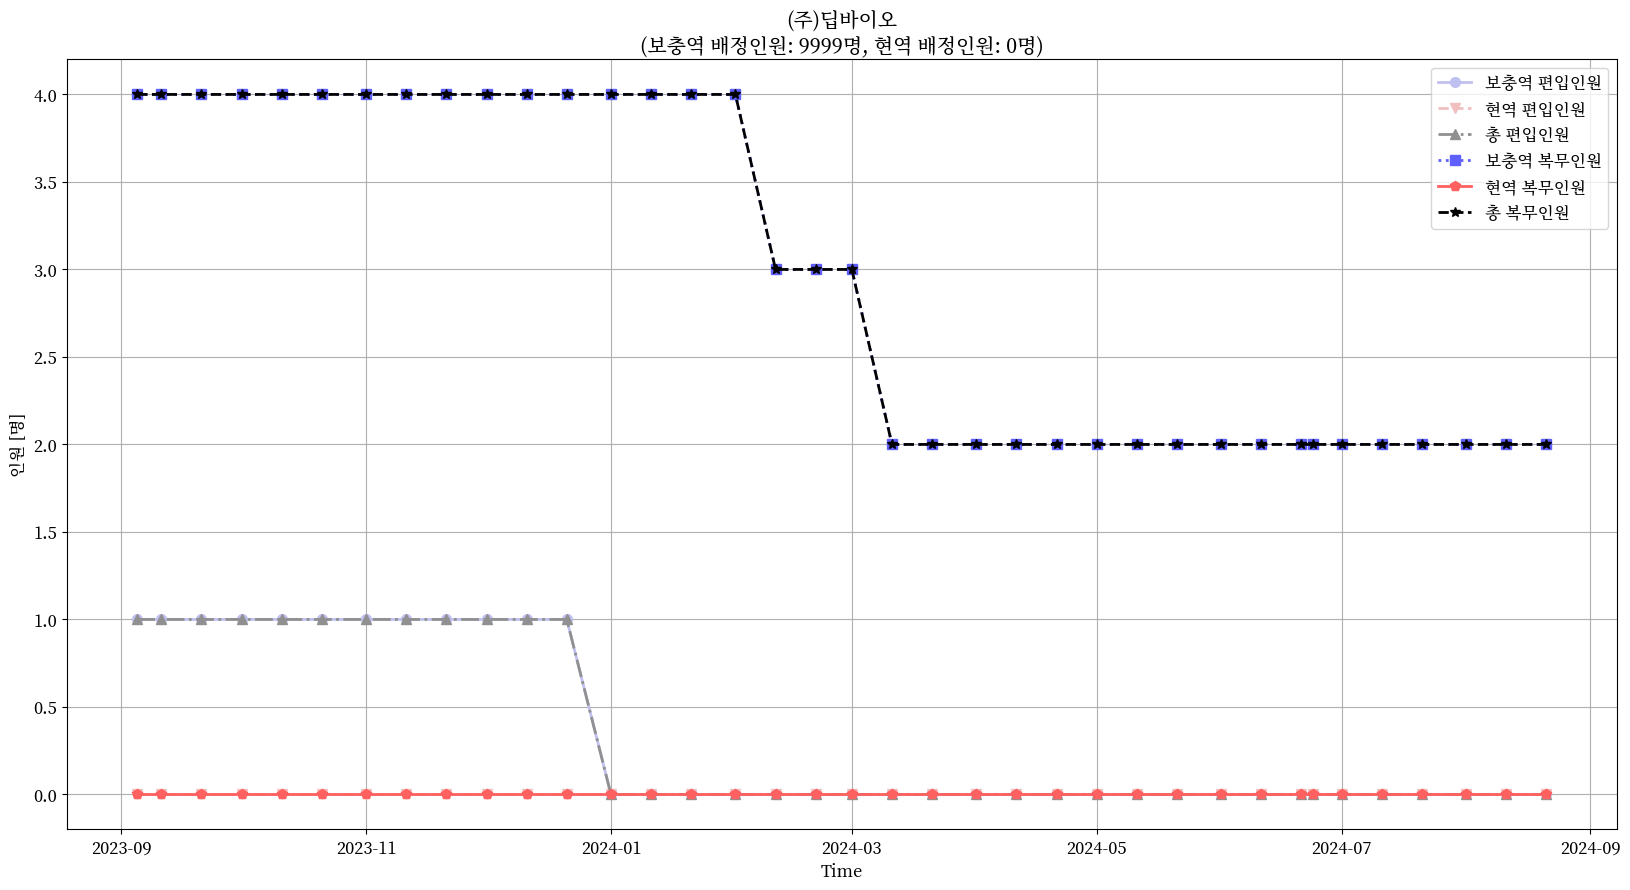 (주)딥바이오
(보충역 배정인원: 9999명, 현역 배정인원: 0명)
보충역 편입인원
현역 편입인원
총 편입인원
보충역 복무인원
현역 복무인원
총 복무인원
인원 [명]
4.0
3.5
3.0
2.5
2.0
1.5
1.0
0.5
0.0
2023-09 2023-11 2024-01 2024-03 2024-05 2024-07 2024-09
Time